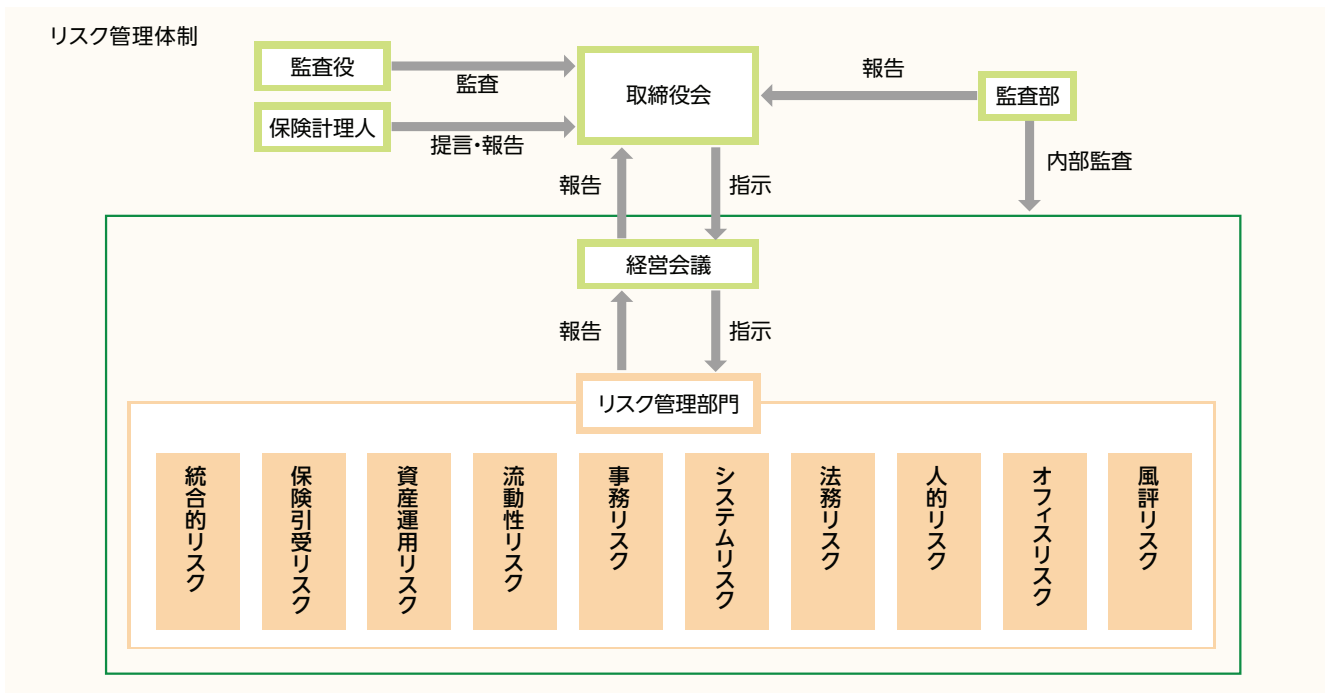 リスク管理体制
監査役
監査
取締役会
報告
監査部
保険計理人
提言・報告
内部監査
報告
指示
経営会議
報告
指示
リスク管理部門
統合的リスク
保険引受リスク
資産運用リスク
流動性リスク
事務リスク
システムリスク
法務リスク
人的リスク
オフィスリスク
風評リスク